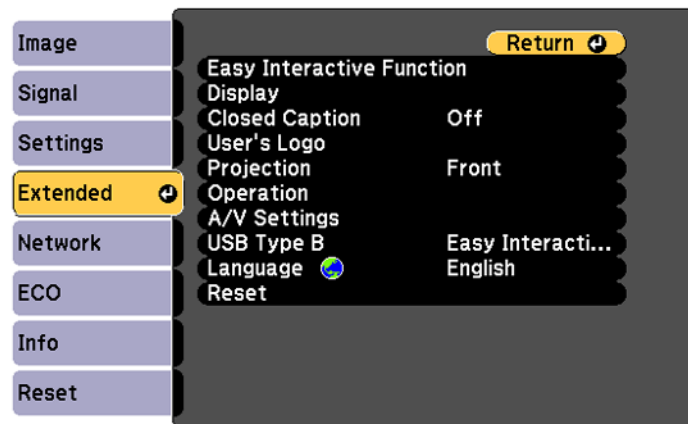 Image
Signal
Settings
Extended
Network
ECO
Info
Reset
Return
Easy Interactive Function
Display
Closed Caption Off
User's Logo
Projection Front
Operation
A/V Settings
USB Type B Easy Interacti...
Language English
Reset